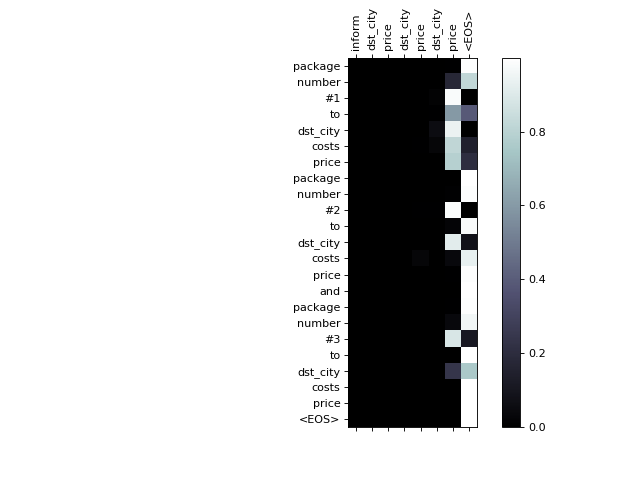 inform dst_city price dst_city price dst_city price <EOS>
package
number
#1
to
dst_city
costs
price
package
number
#2
to
dst_city
costs
price
and
package
number
#3
to
dst_city
costs
price
<EOS>
0.8
0.6
0.4
0.2
0.0